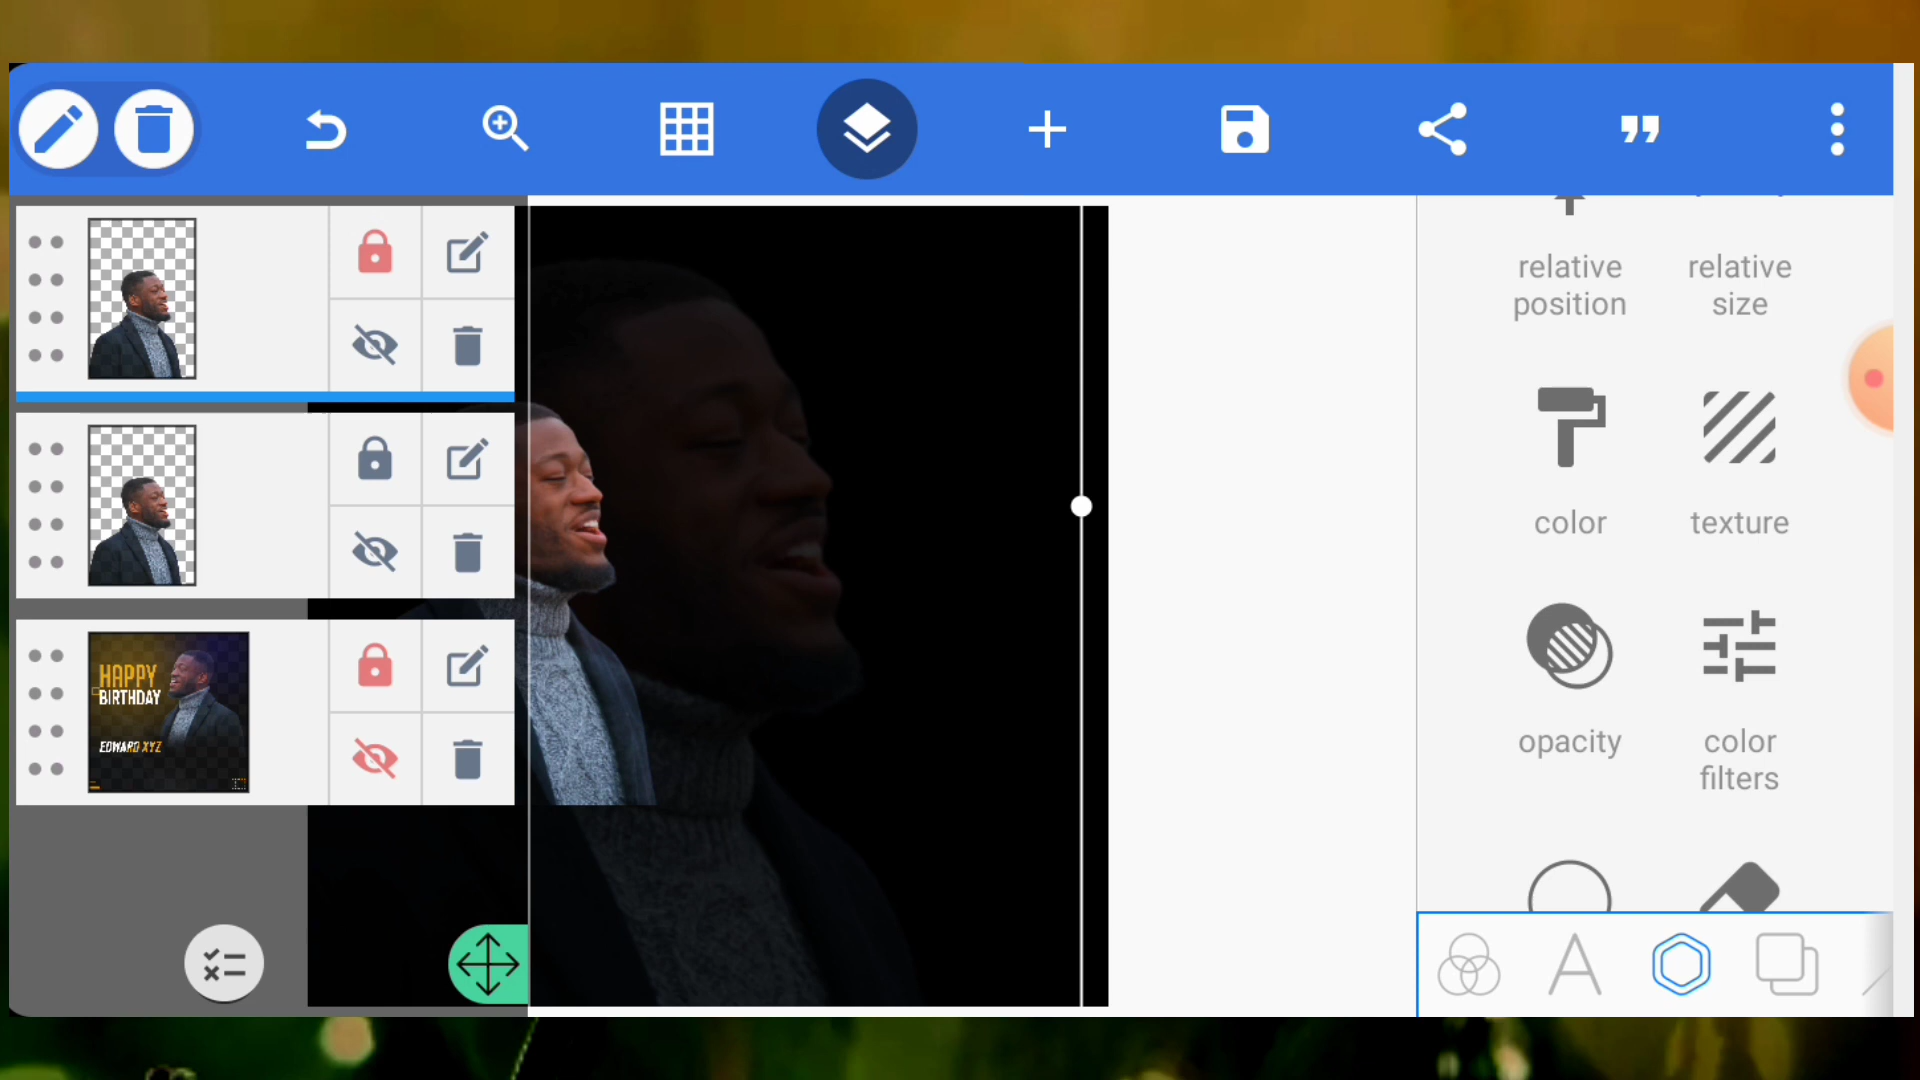 relative
position
relative
size
color
texture
HAPPY
BIRTHDAY
EDWARD XYZ
opacity
color
filters